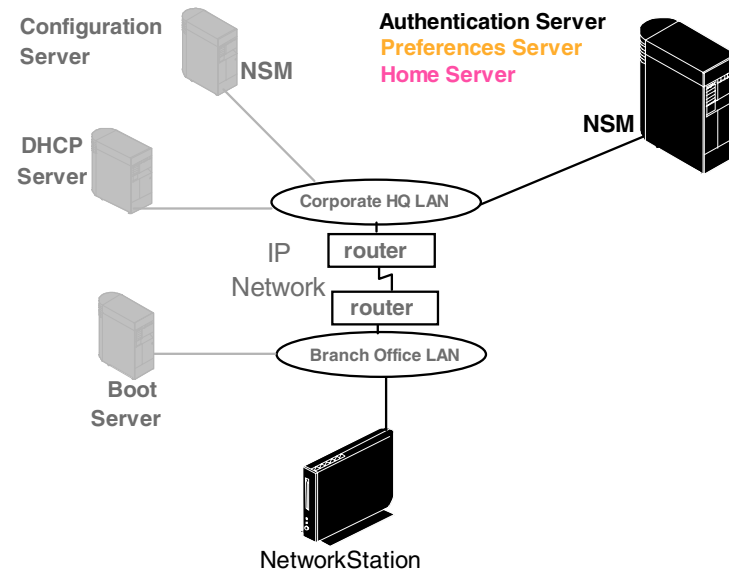 Configuration
Server
NSM
Authentication Server
Preferences Server
Home Server
NSM
DHCP
Server
Corporate HQ LAN
IP
Network
router
router
Branch Office LAN
Boot
Server
NetworkStation